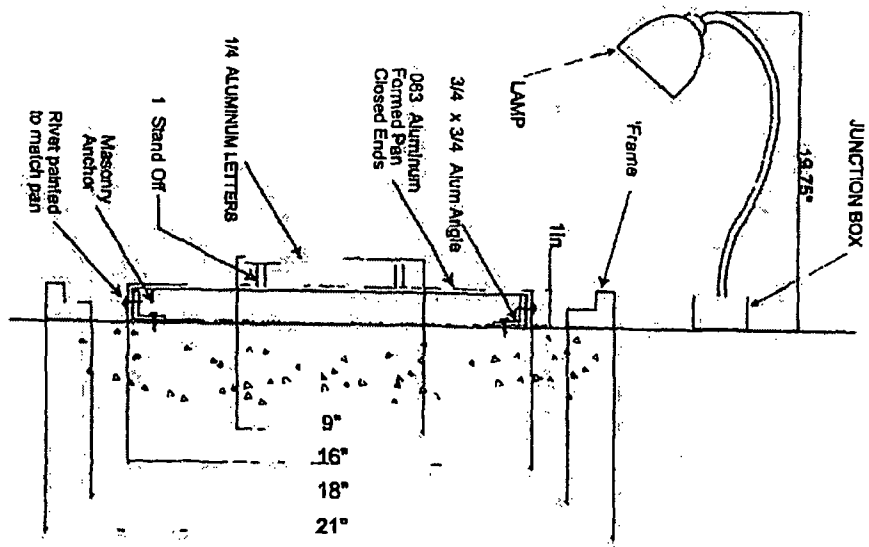 JUNCTION BOX
19.75"
'Frame
LAMP
1in
3/4 x 3/4 Alum Angle
083 Aluminum
Formed Pan
Closed Ends
1/4 ALUMINUM LETTERS
1 Stand Off
Masonry
Anchor
Rivet painted
to match pan
9"
16"
18"
21"